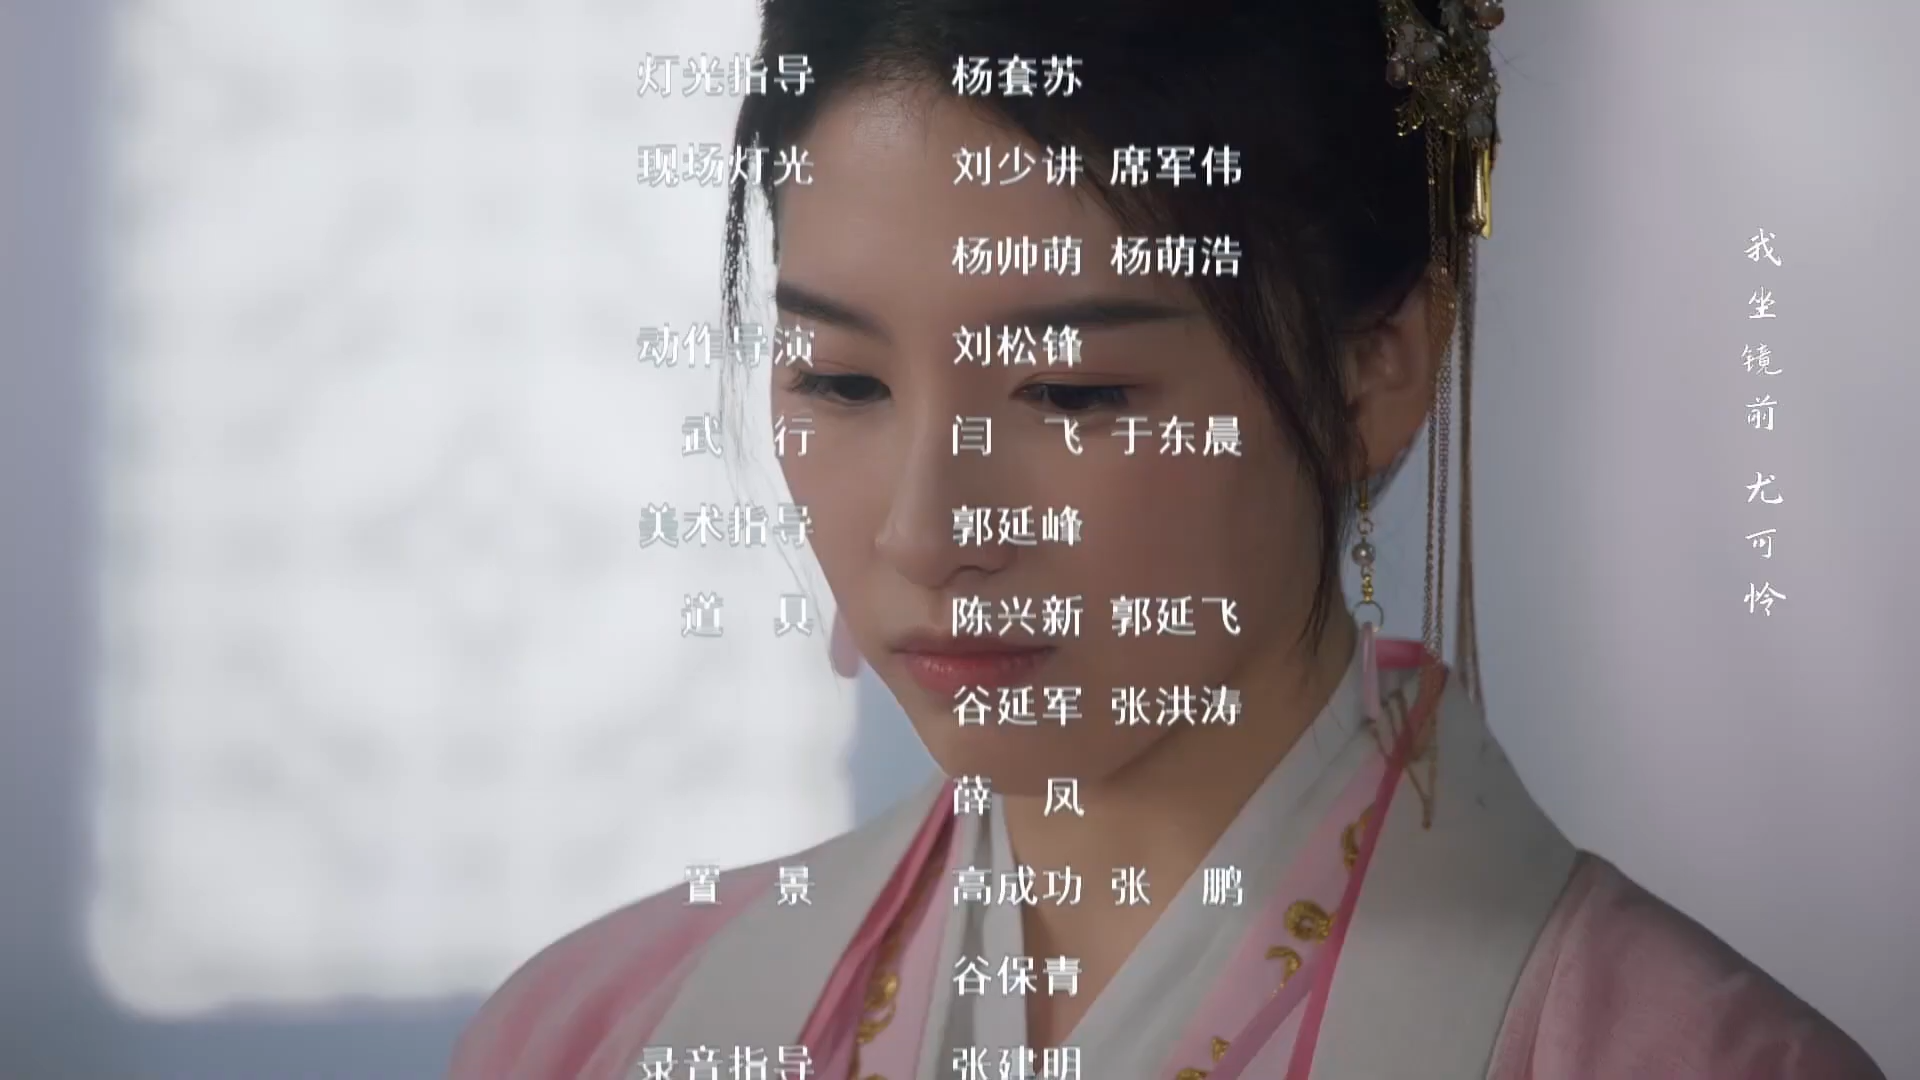 灯光指导 杨套苏
现场灯光 刘少讲 席军伟
杨帅萌 杨萌浩
动作导演 刘松锋
武 行 闫 飞 于东晨
美术指导 郭延峰
道 具 陈兴新 郭延飞
谷延军 张洪涛
薛 凤
置 景 高成功 张 鹏
谷保青
录音指导 张建明
我坐镜前 尤可怜